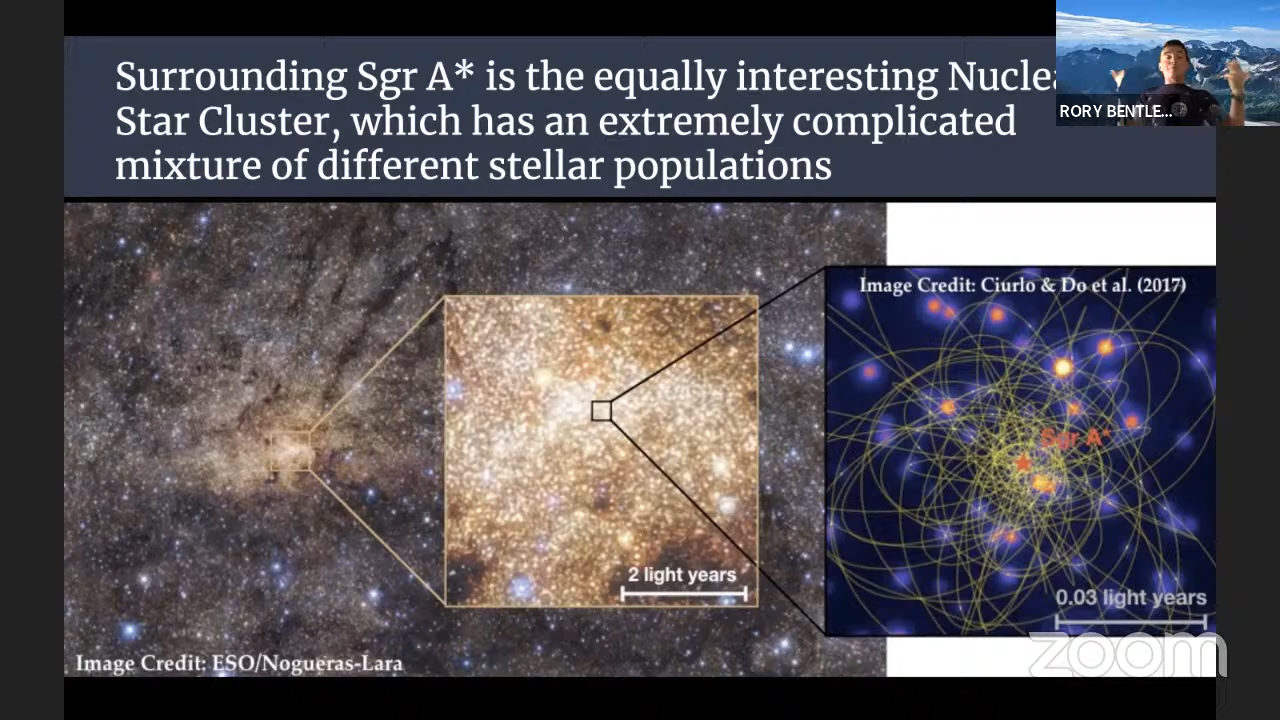 Surrounding Sgr A* is the equally interesting
Star Cluster, which has an extremely complicated
mixture of different stellar populations
RORY BENTLE...
Image Credit: Ciurlo & Do et al. (2017)
Sgr A*
2 light years
0.03 light years
Image Credit: ESO/Nogueras-Lara
zoom